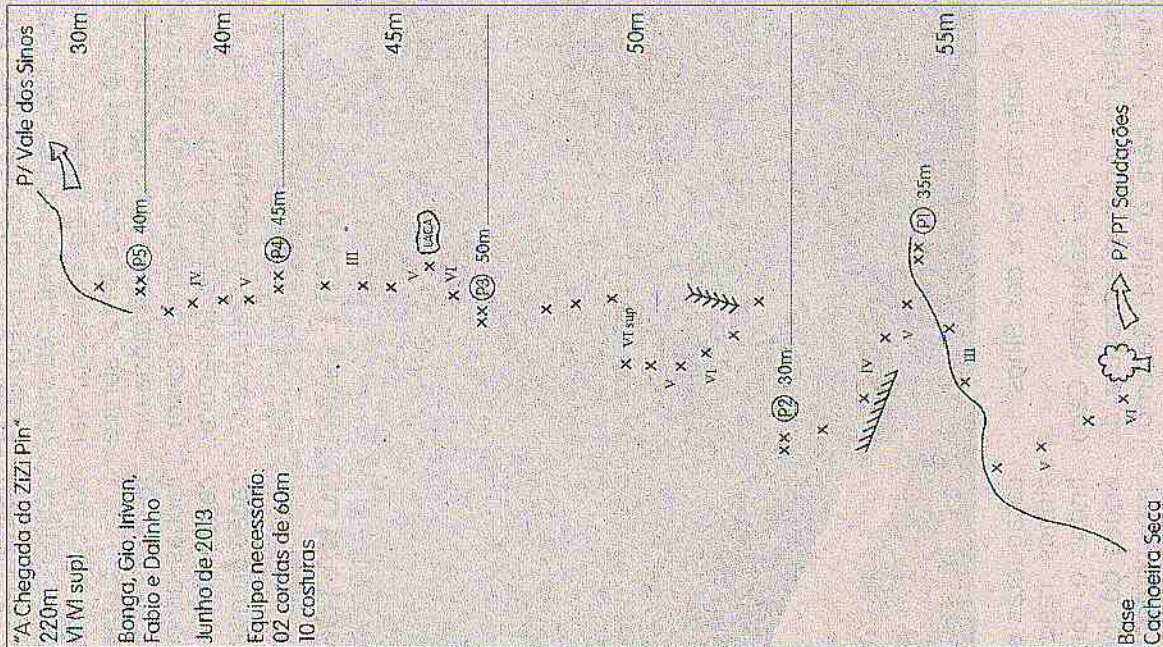 "A Chegada da ZiZi Pin"
220m
VI (VI sup)
Bonga, Gio, Irivan,
Fabio e Dalinho
Junho de 2013
Equipo necessário:
02 cordas de 60m
10 costuras
P/ Vale dos Sinos
30m
P5 40m
IV
V
40m
P4 45m
III
V
LACA
VI
45m
P3 50m
VI sup
V
VI
50m
P2 30m
IV
V
P1 35m
III
55m
V
VI
P/ PT Saudações
Base
Cachoeira Seca